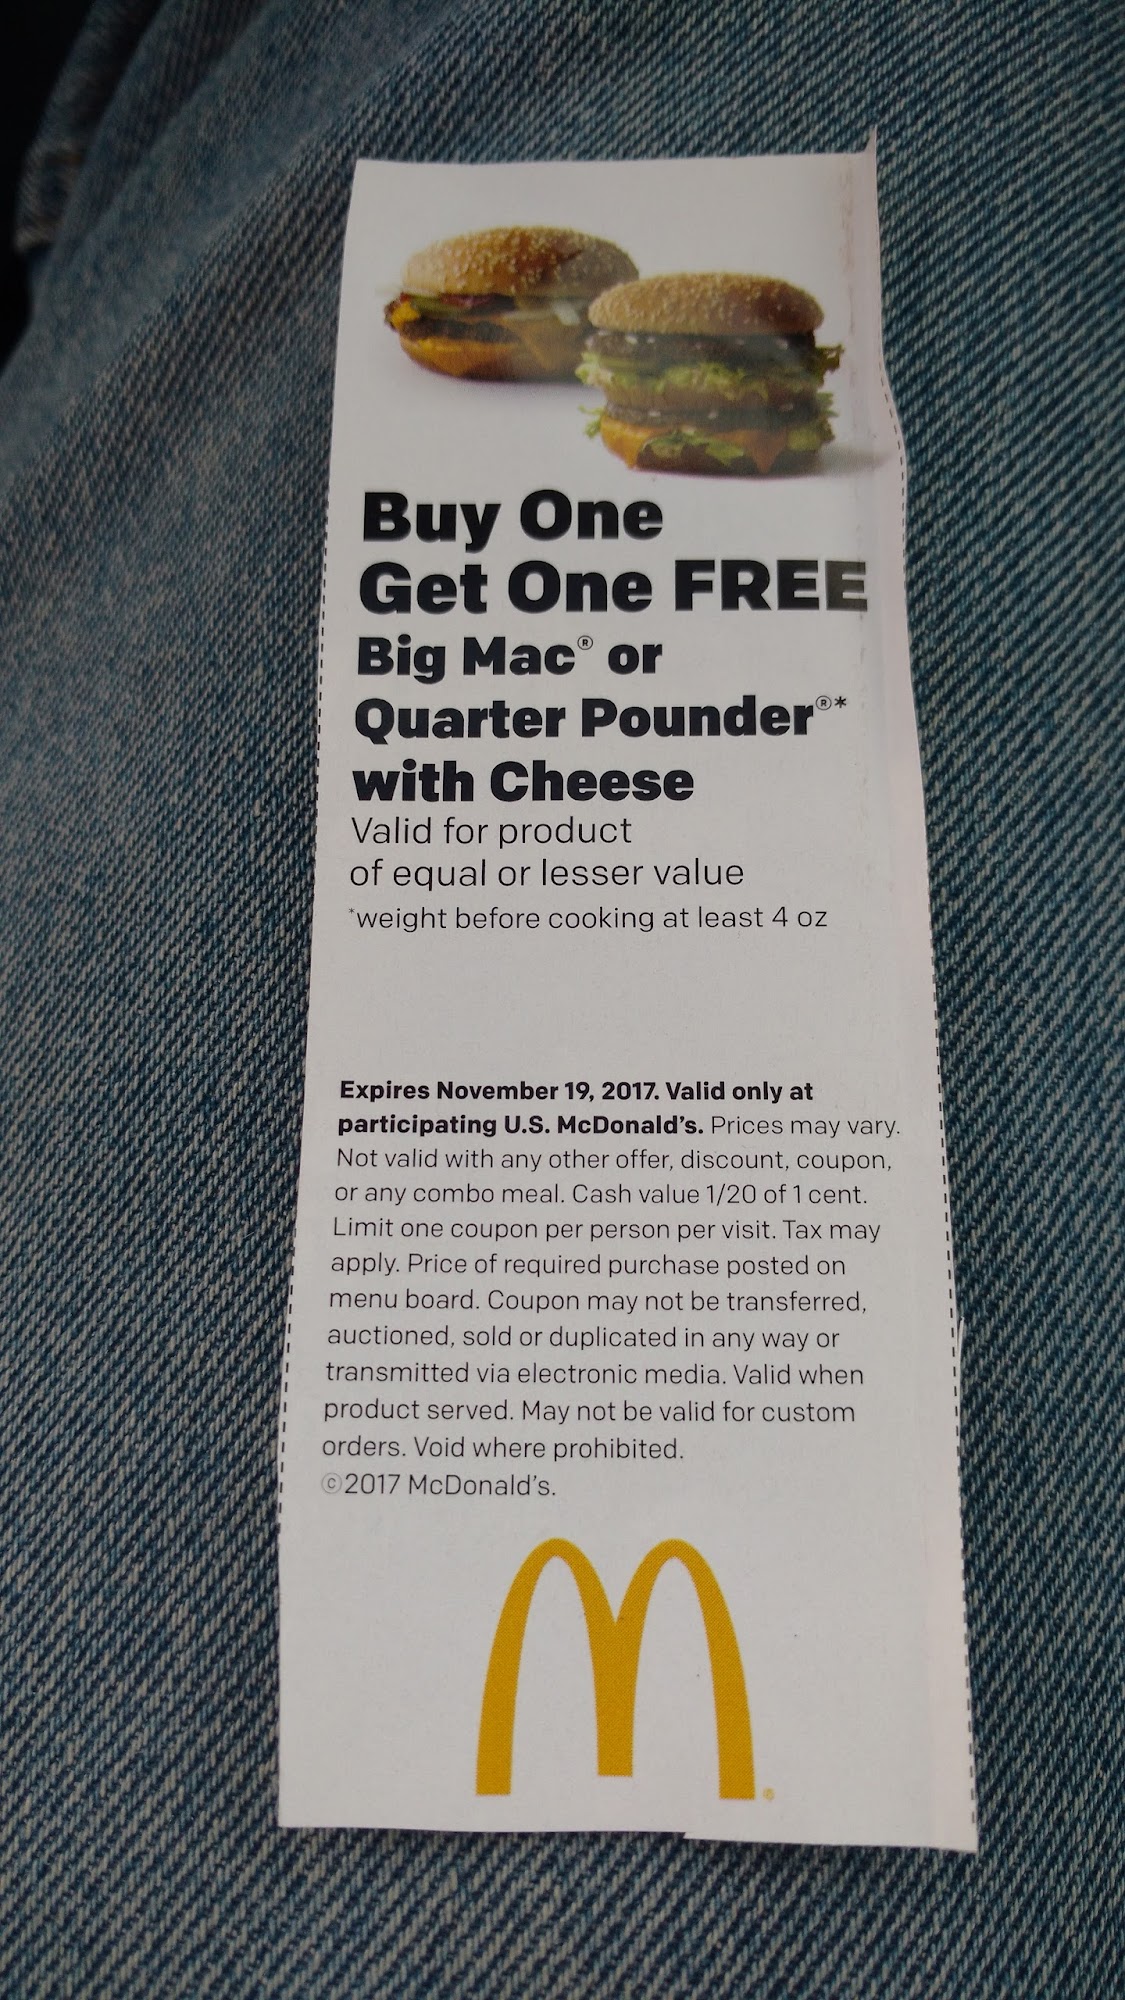 Buy One
Get One FREE
Big Mac® or
Quarter Pounder®*
with Cheese
Valid for product
of equal or lesser value
*weight before cooking at least 4 oz
Expires November 19, 2017. Valid only at
participating U.S. McDonald's. Prices may vary.
Not valid with any other offer, discount, coupon,
or any combo meal. Cash value 1/20 of 1 cent.
Limit one coupon per person per visit. Tax may
apply. Price of required purchase posted on
menu board. Coupon may not be transferred,
auctioned, sold or duplicated in any way or
transmitted via electronic media. Valid when
product served. May not be valid for custom
orders. Void where prohibited.
©2017 McDonald's.
®